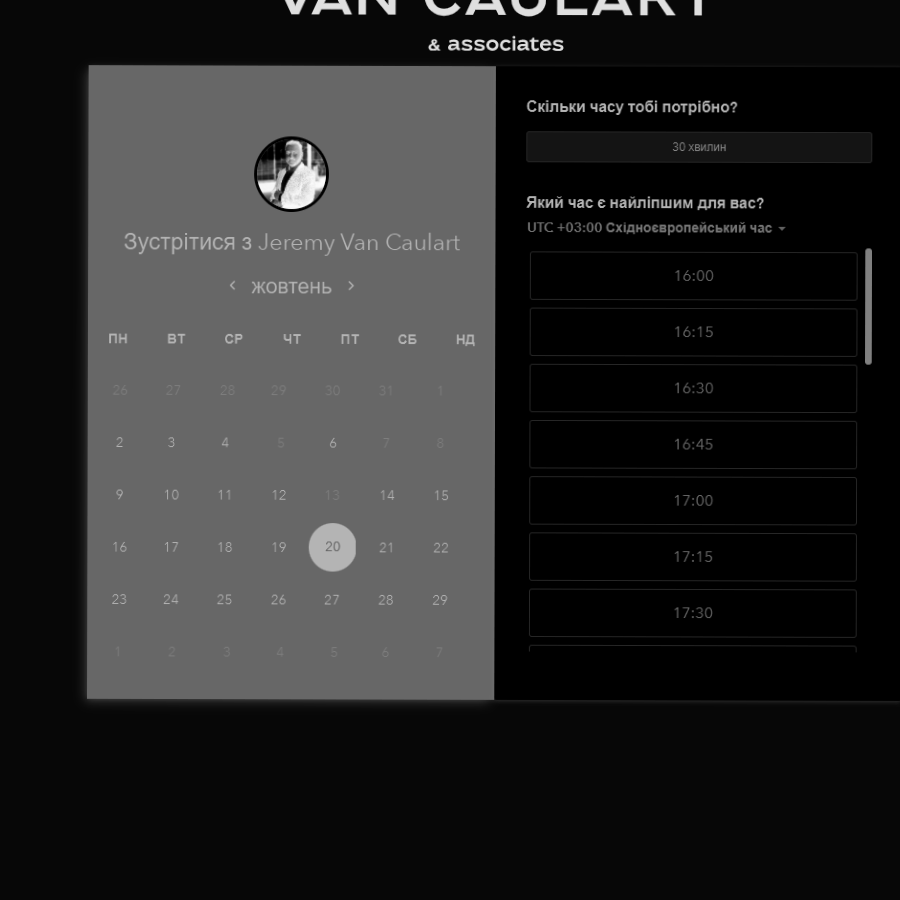 VAN CAULART
& associates
Зустрітися з Jeremy Van Caulart
жовтень
ПН ВТ СР ЧТ ПТ СБ НД
26 27 28 29 30 31 1
2 3 4 5 6 7 8
9 10 11 12 13 14 15
16 17 18 19 20 21 22
23 24 25 26 27 28 29
1 2 3 4 5 6 7
Скільки часу тобі потрібно?
30 хвилин
Який час є найліпшим для вас?
UTC +03:00 Східноєвропейський час
16:00
16:15
16:30
16:45
17:00
17:15
17:30